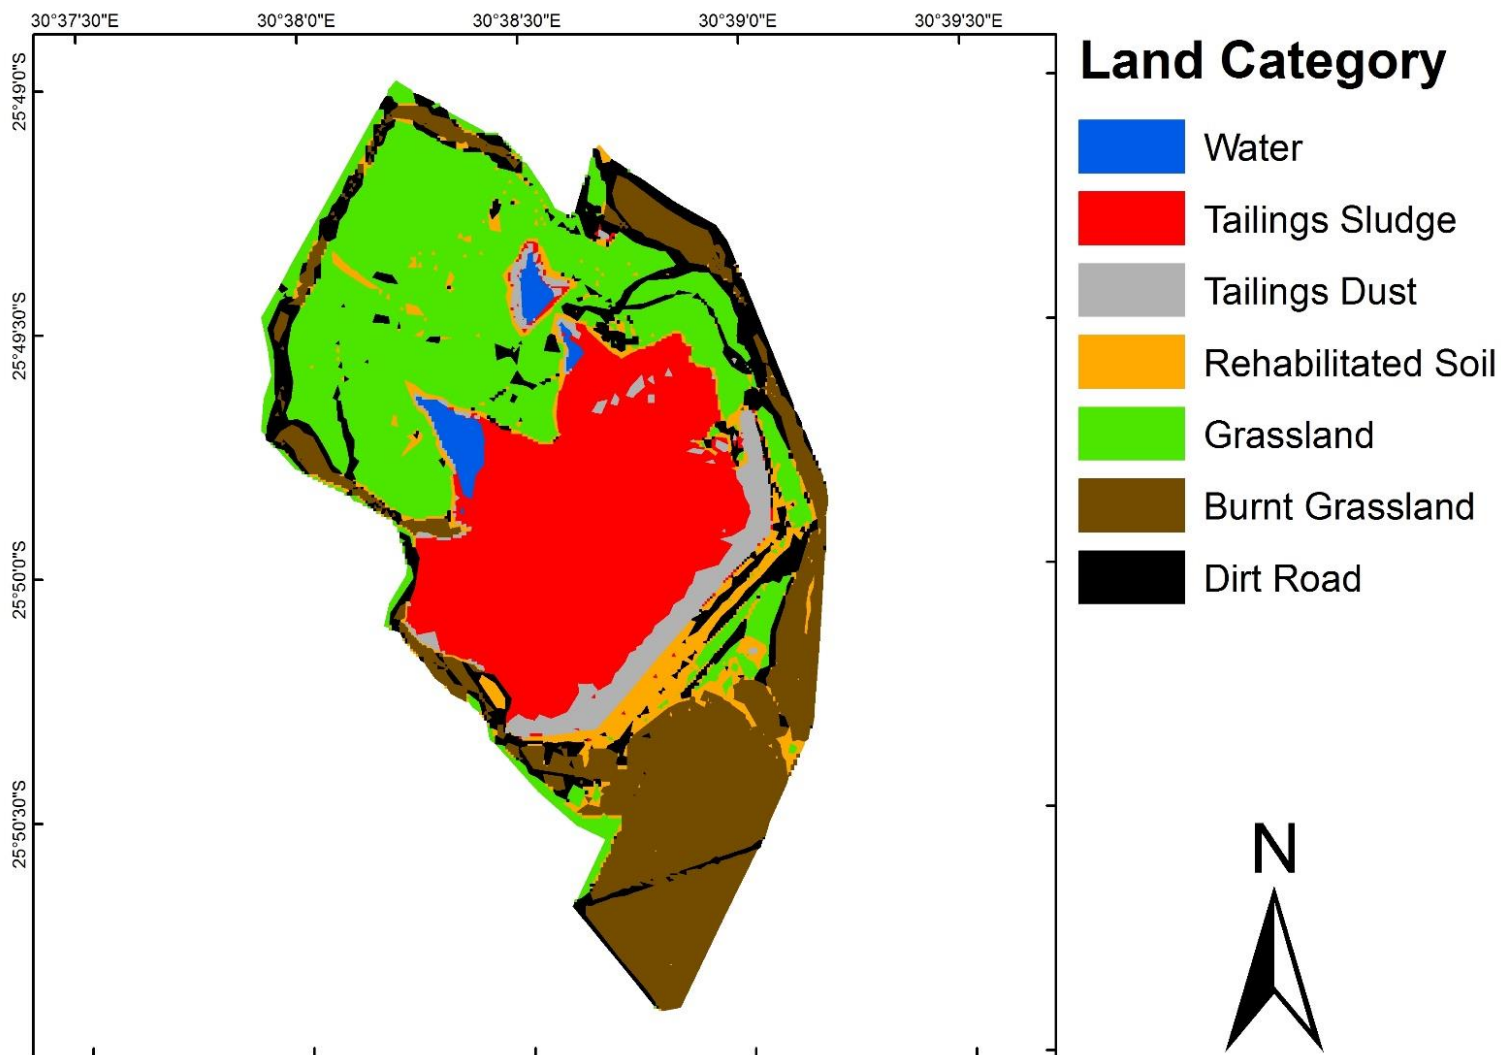 30°37'30"E 30°38'0"E 30°38'30"E 30°39'0"E 30°39'30"E
25°49'0"S
25°49'30"S
25°50'0"S
25°50'30"S
Land Category
Water
Tailings Sludge
Tailings Dust
Rehabilitated Soil
Grassland
Burnt Grassland
Dirt Road
N